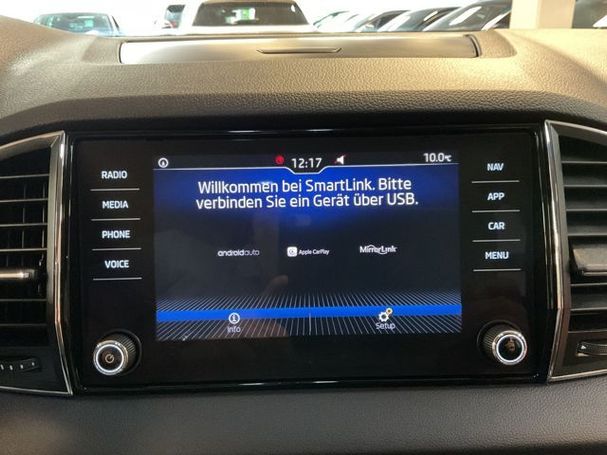 12:17
10.0°C
RADIO
MEDIA
PHONE
VOICE
Willkommen bei SmartLink. Bitte
verbinden Sie ein Gerät über USB.
androidauto
Apple CarPlay
MirrorLink
Info
Setup
NAV
APP
CAR
MENU